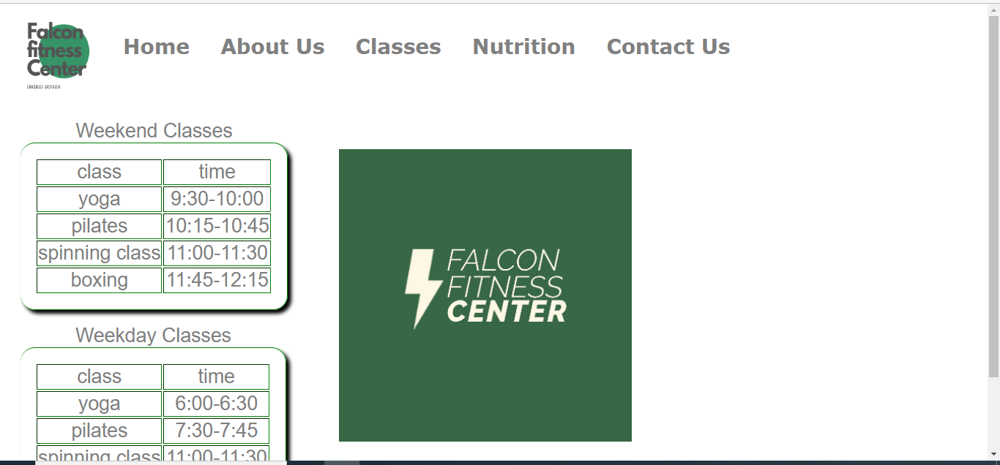 Falcon
fitness
Center
INGRID SOUZA
Home About Us Classes Nutrition Contact Us
Weekend Classes
class time
yoga 9:30-10:00
pilates 10:15-10:45
spinning class 11:00-11:30
boxing 11:45-12:15
FALCON
FITNESS
CENTER
Weekday Classes
class time
yoga 6:00-6:30
pilates 7:30-7:45
spinning class 11:00-11:30